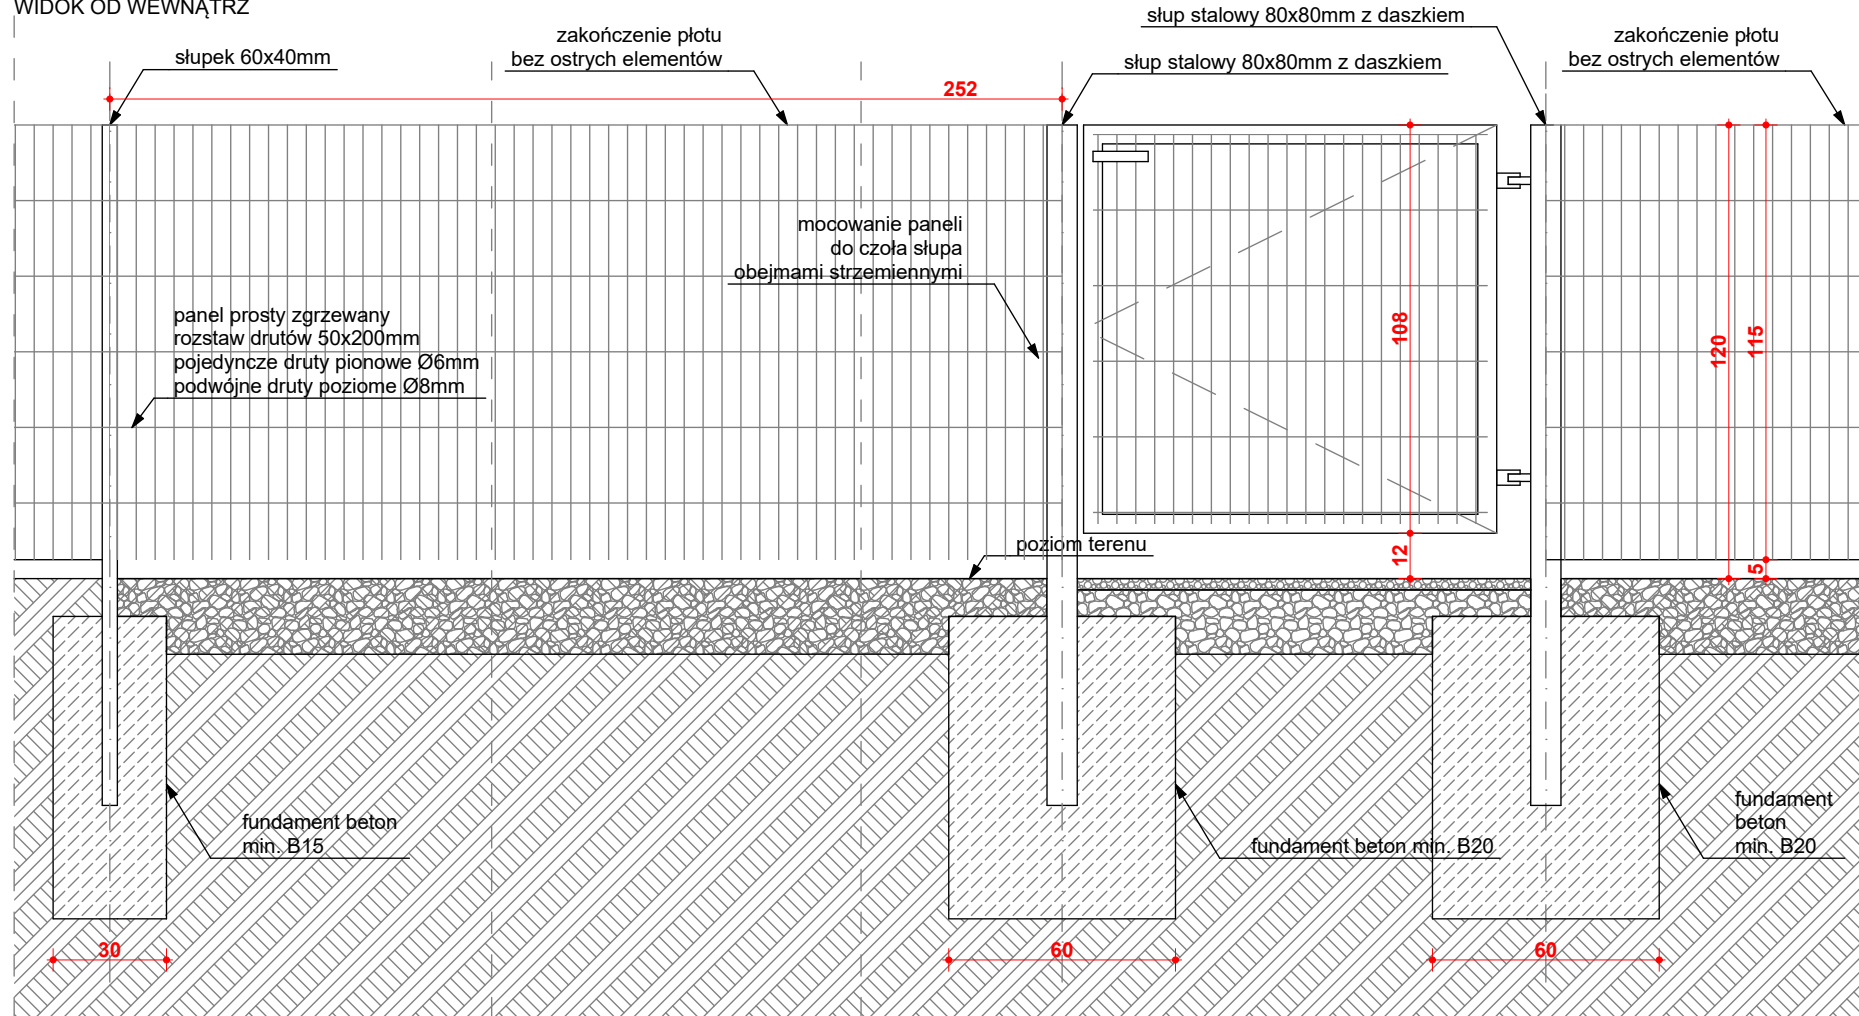 WIDOK OD WEWNĄTRZ
słupek 60x40mm
zakończenie płotu
bez ostrych elementów
słup stalowy 80x80mm z daszkiem
słup stalowy 80x80mm z daszkiem
zakończenie płotu
bez ostrych elementów
252
mocowanie paneli
do czoła słupa
obejmami strzemiennymi
panel prosty zgrzewany
rozstaw drutów 50x200mm
pojedyncze druty pionowe Ø6mm
podwójne druty poziome Ø8mm
108
120
115
poziom terenu
12
5
fundament beton
min. B15
fundament beton min. B20
fundament
beton
min. B20
30
60
60